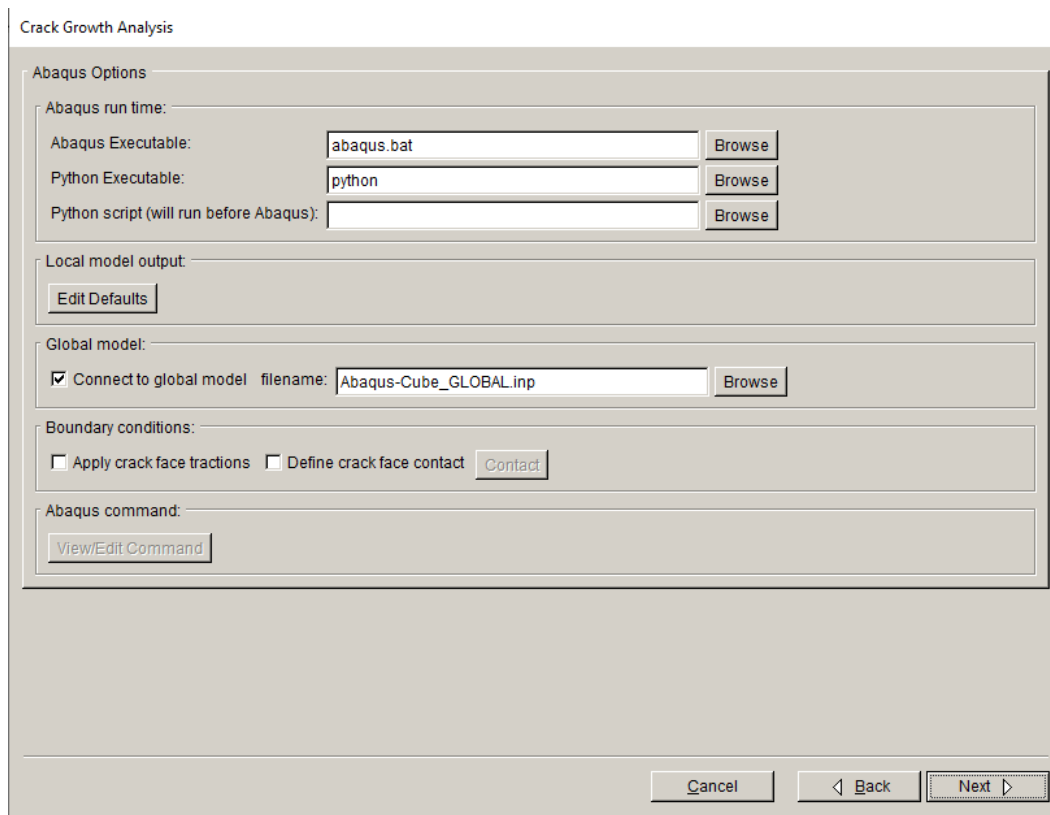 Crack Growth Analysis
Abaqus Options
Abaqus run time:
Abaqus Executable: abaqus.bat Browse
Python Executable: python Browse
Python script (will run before Abaqus): Browse
Local model output:
Edit Defaults
Global model:
Connect to global model filename: Abaqus-Cube_GLOBAL.inp Browse
Boundary conditions:
Apply crack face tractions Define crack face contact Contact
Abaqus command:
View/Edit Command
Cancel Back Next